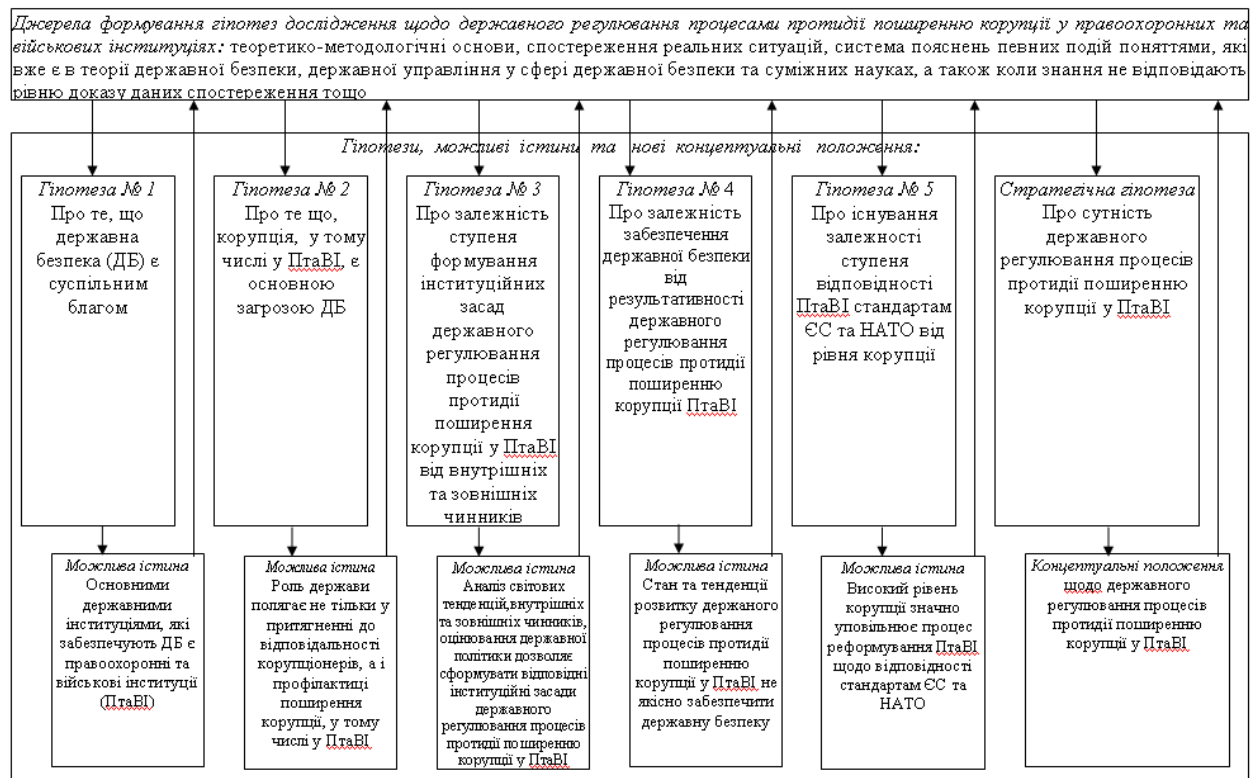 Джерела формування гіпотез дослідження щодо державного регулювання процесами протидії поширенню корупції у правоохоронних та
військових інституціях: теоретико-методологічні основи, спостереження реальних ситуацій, система пояснень певних подій поняттями, які
вже є в теорії державної безпеки, державної управління у сфері державної безпеки та суміжних науках, а також коли знання не відповідають
рівню доказу даних спостереження тощо
Гіпотези, можливі істини та нові концептуальні положення:
Гіпотеза № 1
Про те, що
державна
безпека (ДБ) є
суспільним
благом
Гіпотеза № 2
Про те що,
корупція, у тому
числі у ПтаВІ, є
основною
загрозою ДБ
Гіпотеза № 3
Про залежність
ступеня
формування
інституційних
засад
державного
регулювання
процесів
протидії
поширення
корупції у ПтаВІ
від внутрішніх
та зовнішніх
чинників
Гіпотеза № 4
Про залежність
забезпечення
державної безпеки
від
результативності
державного
регулювання
процесів протидії
поширенню
корупції ПтаВІ
Гіпотеза № 5
Про існування
залежності
ступеня
відповідності
ПтаВІ стандартам
ЄС та НАТО від
рівня корупції
Стратегічна гіпотеза
Про сутність
державного
регулювання процесів
протидії поширенню
корупції у ПтаВІ
Можлива істина
Основними
державними
інституціями, які
забезпечують ДБ є
правоохоронні та
військові інституції
(ПтаВІ)
Можлива істина
Роль держави
полягає не тільки у
притягненні до
відповідальності
корупціонерів, а і
профілактиці
поширення
корупції, у тому
числі у ПтаВІ
Можлива істина
Аналіз світових
тенденцій,внутрішніх
та зовнішніх чинників,
оцінювання державної
політики дозволяє
сформувати відповідні
інституційні засади
державного
регулювання процесів
протидії поширенню
корупції у ПтаВІ
Можлива істина
Стан та тенденції
розвитку держаного
регулювання
процесів протидії
поширенню
корупції у ПтаВІ не
якісно забезпечити
державну безпеку
Можлива істина
Високий рівень
корупції значно
уповільнює процес
реформування ПтаВІ
щодо відповідності
стандартам ЄС та
НАТО
Концептуальні положення
щодо державного
регулювання процесів
протидії поширенню
корупції у ПтаВІ